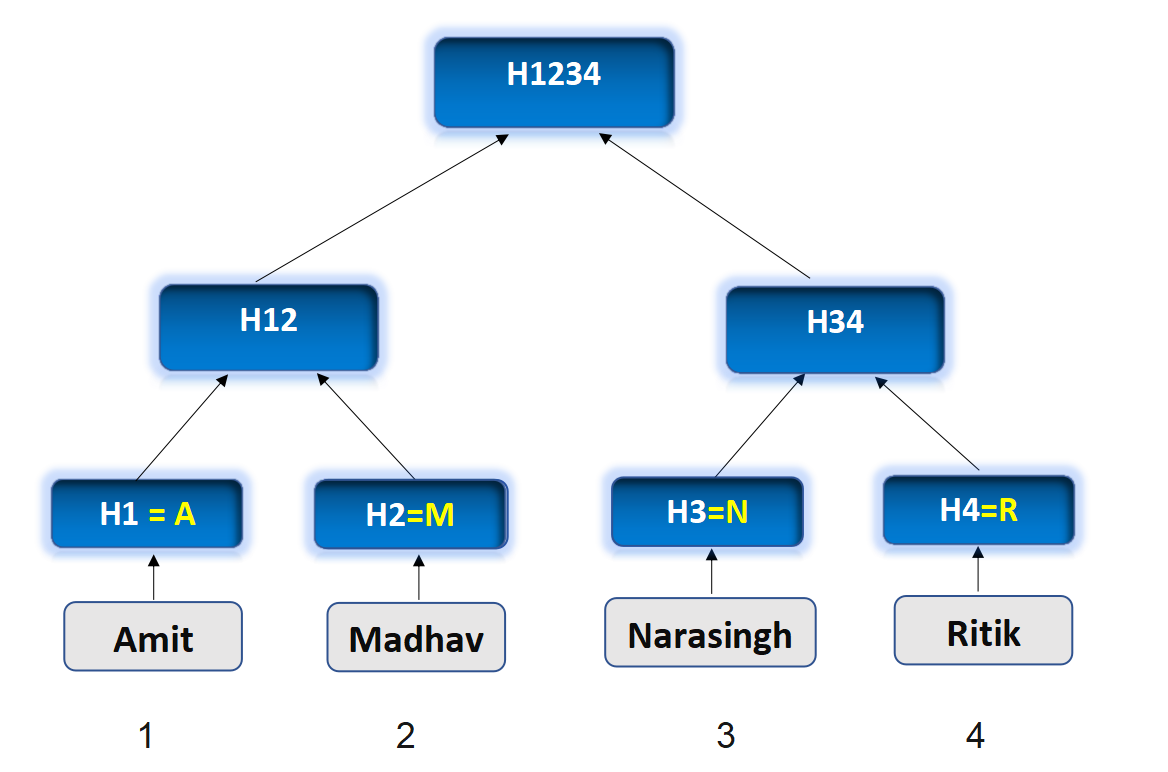 H1234
H12
H34
H1 = A
H2=M
H3=N
H4=R
Amit
Madhav
Narasingh
Ritik
1
2
3
4